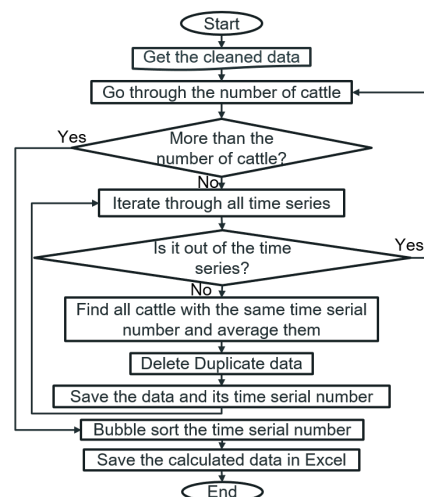 Start
Get the cleaned data
Go through the number of cattle
Yes
More than the
number of cattle?
No
Iterate through all time series
Is it out of the time
series?
Yes
No
Find all cattle with the same time serial
number and average them
Delete Duplicate data
Save the data and its time serial number
Bubble sort the time serial number
Save the calculated data in Excel
End